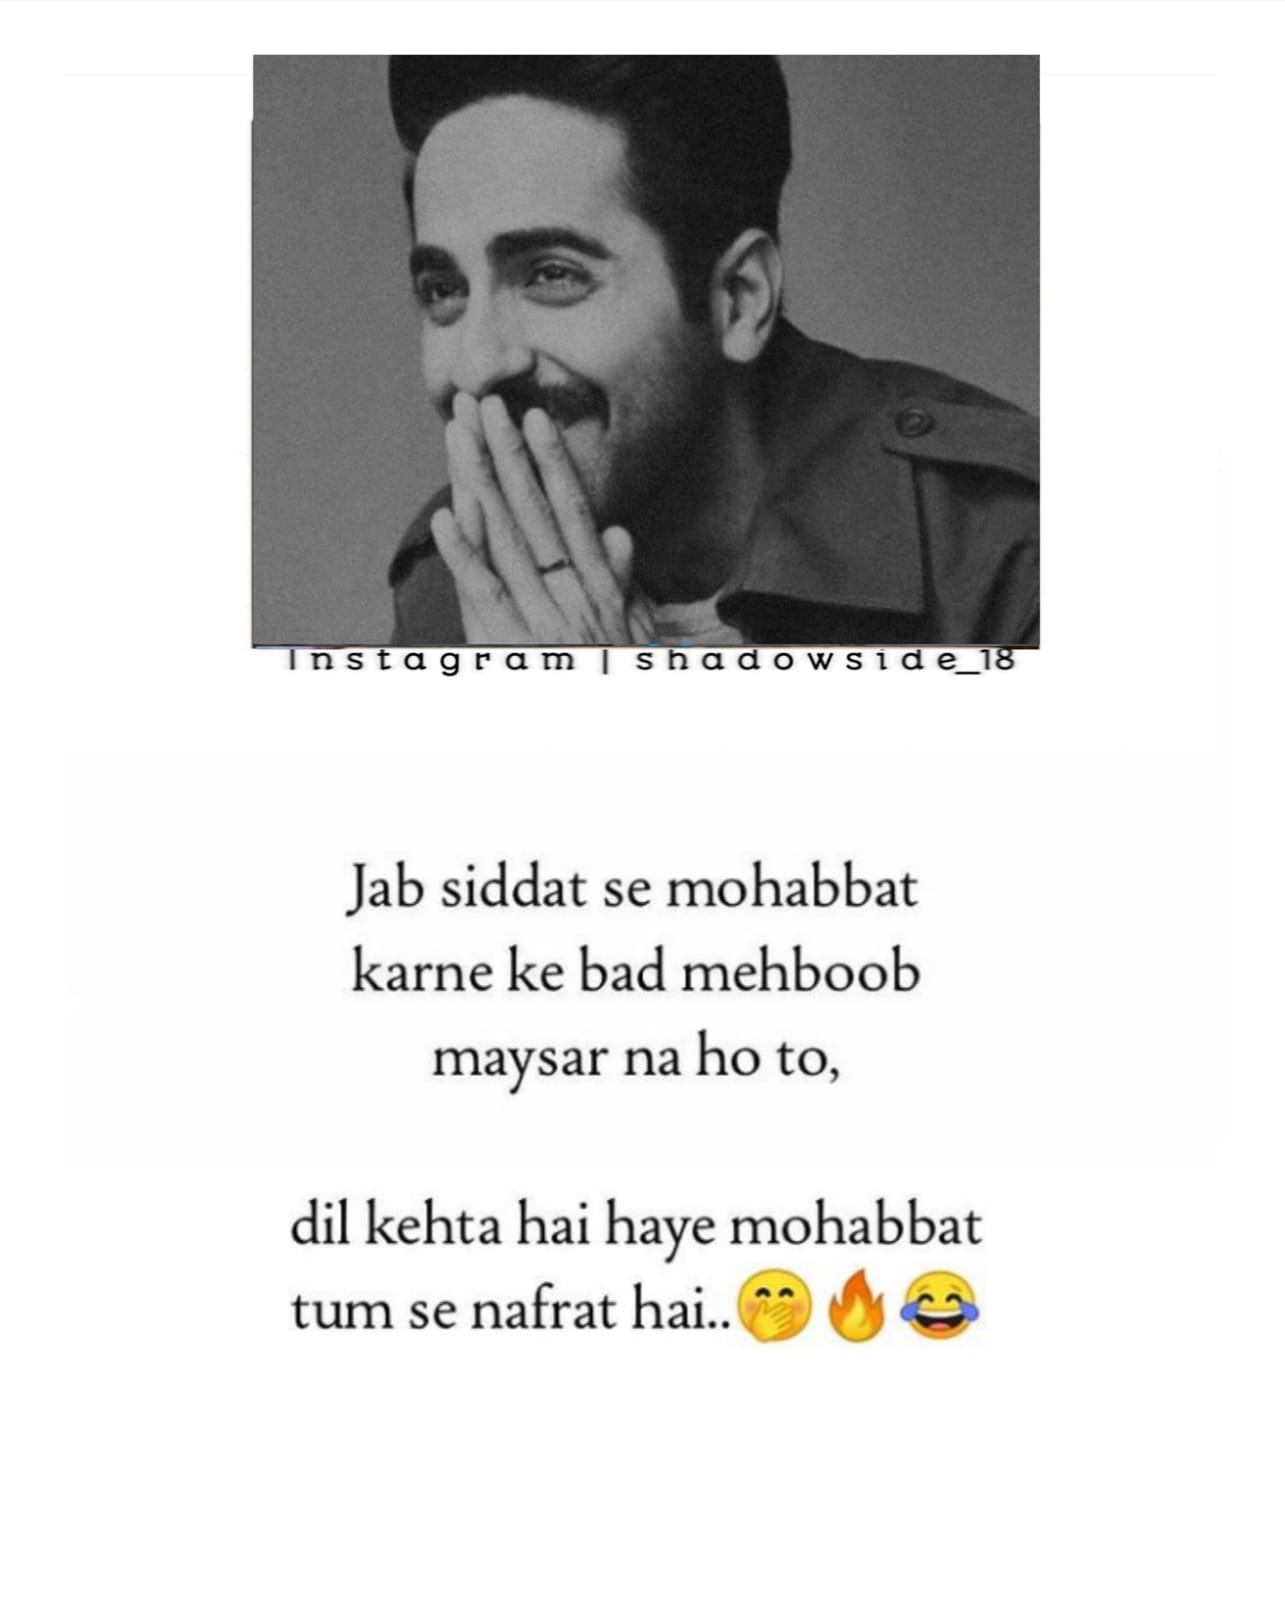 Instagram | shadowside_18
Jab siddat se mohabbat
karne ke bad mehboob
maysar na ho to,
dil kehta hai haye mohabbat
tum se nafrat hai..🤭🔥😂